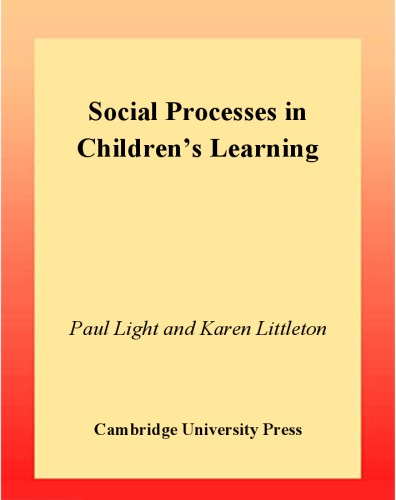 Social Processes in
Children's Learning
Paul Light and Karen Littleton
Cambridge University Press